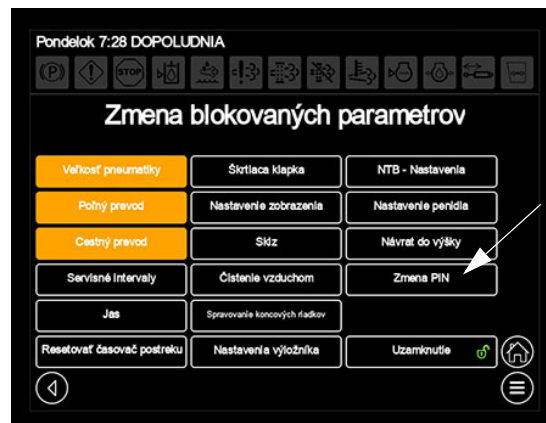 Pondelok 7:28 DOPOLUDNIA
(P) STOP
Zmena blokovaných parametrov
Veľkosť pneumatiky Škrtiaca klapka NTB - Nastavenia
Poľný prevod Nastavenie zobrazenia Nastavenie penidla
Cestný prevod Sklz Návrat do výšky
Servisné intervaly Čistenie vzduchom Zmena PIN
Jas Spravovanie koncových riadkov
Resetovať časovač postreku Nastavenia výložníka Uzamknutie